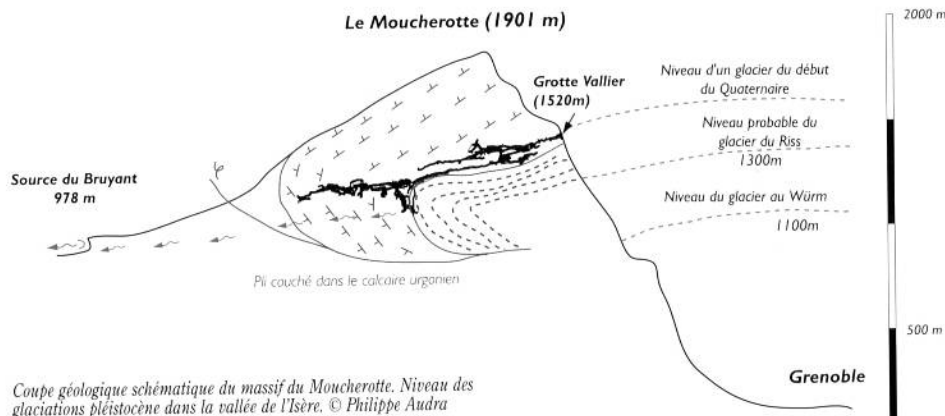 Le Moucherotte (1901 m)
2000 m
Grotte Vallier
(1520m)
Niveau d'un glacier du début
du Quaternaire
Niveau probable du
glacier du Riss
1300m
Source du Bruyant
978 m
Niveau du glacier au Würm
1100m
Pli couché dans le calcaire urgonien
500 m
Grenoble
Coupe géologique schématique du massif du Moucherotte. Niveau des
glaciations pléistocène dans la vallée de l'Isère. © Philippe Audra